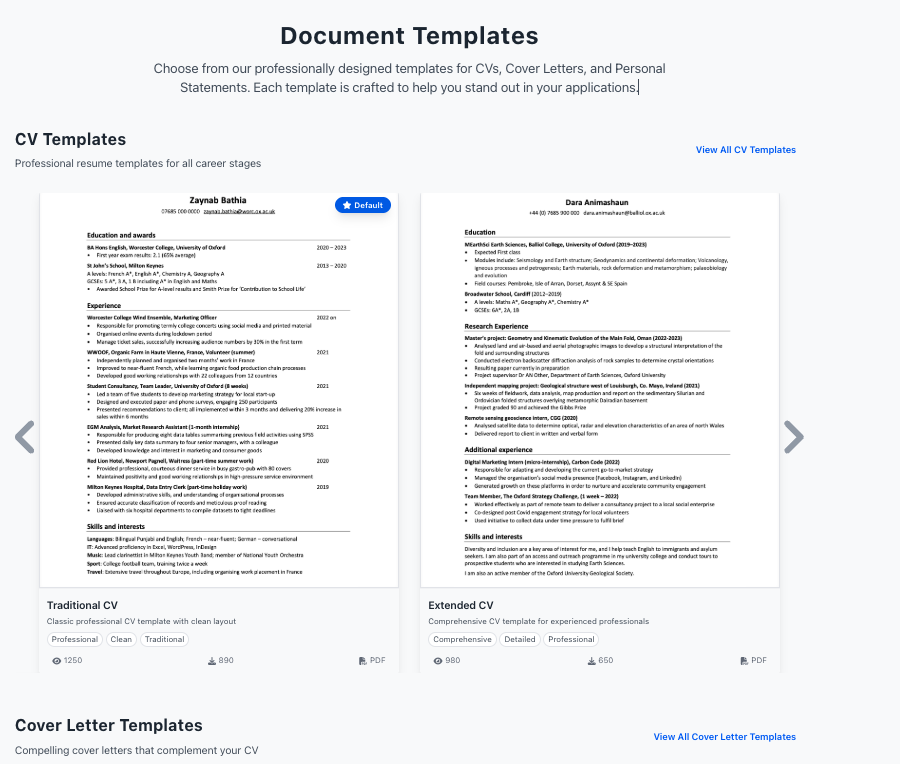 Document Templates
Choose from our professionally designed templates for CVs, Cover Letters, and Personal
Statements. Each template is crafted to help you stand out in your applications.
CV Templates
Professional resume templates for all career stages
View All CV Templates
Zaynab Bathia
07685 000 0000 zaynab.bathia@worc.ox.ac.uk
Default
Education and awards
BA Hons English, Worcester College, University of Oxford 2020 – 2023
• First year exam results: 2.1 (65% average)
St John's School, Milton Keynes 2013 – 2020
A levels: French A*, English A*, Chemistry A, Geography A
GCSEs: 5 A*, 3 A, 1 B including A* in English and Maths
• Awarded School Prize for A-level results and Smith Prize for 'Contribution to School Life'
Experience
Worcester College Wind Ensemble, Marketing Officer 2022 on
• Responsible for promoting termly college concerts using social media and printed material
• Organised online events during lockdown period
• Manage ticket sales, successfully increasing audience numbers by 30% in the first term
WWOOF, Organic Farm in Haute Vienne, France, Volunteer (summer) 2021
• Independently planned and organised two months' work in France
• Improved to near-fluent French, while learning organic food production chain processes
• Developed good working relationships with 22 colleagues from 12 countries
Student Consultancy, Team Leader, University of Oxford (8 weeks) 2021
• Led a team of five students to develop marketing strategy for local start-up
• Designed and executed paper and phone surveys, engaging 250 participants
• Presented recommendations to client; all implemented within 3 months and delivering 20% increase in
sales within 6 months
EGM Analysis, Market Research Assistant (1-month internship) 2021
• Responsible for producing eight data tables summarising previous field activities using SPSS
• Presented daily key data summary to four senior managers, with a colleague
• Developed knowledge and interest in marketing and consumer goods
Red Lion Hotel, Newport Pagnell, Waitress (part-time summer work) 2020
• Provided professional, courteous dinner service in busy gastro-pub with 80 covers
• Maintained positivity and good working relationships in high-pressure service environment
Milton Keynes Hospital, Data Entry Clerk (part-time holiday work) 2019
• Developed administrative skills, and understanding of organisational processes
• Ensured accurate classification of records and meticulous proof reading
• Liaised with six hospital departments to compile datasets to tight deadlines
Skills and interests
Languages: Bilingual Punjabi and English; French – near-fluent; German – conversational
IT: Advanced proficiency in Excel, WordPress, InDesign
Music: Lead clarinettist in Milton Keynes Youth Band; member of National Youth Orchestra
Sport: College football team, training twice a week
Travel: Extensive travel throughout Europe, including organising work placement in France
Traditional CV
Classic professional CV template with clean layout
Professional Clean Traditional
1250 890 PDF
Dara Animashaun
+44 (0) 7685 900 000 dara.animashaun@balliol.ox.ac.uk
Education
MEarthSci Earth Sciences, Balliol College, University of Oxford (2019–2023)
• Expected First class
• Modules include: Seismology and Earth structure; Geodynamics and continental deformation; Volcanology,
igneous processes and petrogenesis; Earth materials, rock deformation and metamorphism; palaeobiology
and evolution
• Field courses: Pembroke, Isle of Arran, Dorset, Assynt & SE Spain
Broadwater School, Cardiff (2012–2019)
• A levels: Maths A*, Geography A*, Chemistry A*
• GCSEs: 6A*, 2A, 1B
Research Experience
Master's project: Geometry and Kinematic Evolution of the Main Fold, Oman (2022-2023)
• Analysed land and air-based and aerial photographic images to develop a structural interpretation of the
fold and surrounding structures
• Conducted electron backscatter diffraction analysis of rock samples to determine crystal orientations
• Resulting paper currently in preparation
• Project supervisor Dr AN Other, Department of Earth Sciences, Oxford University
Independent mapping project: Geological structure west of Louisburgh, Co. Mayo, Ireland (2021)
• Six weeks of fieldwork, data analysis, map production and report on the sedimentary Silurian and
Ordovician folded structures overlying metamorphic Dalradian basement
• Project graded 90 and achieved the Gibbs Prize
Remote sensing geoscience intern, CGG (2020)
• Analysed satellite data to determine optical, radar and elevation characteristics of an area of north Wales
• Delivered report to client in written and verbal form
Additional experience
Digital Marketing Intern (micro-internship), Carbon Code (2022)
• Responsible for adapting and developing the current go-to-market strategy
• Managed the organisation's social media presence (Facebook, Instagram, and LinkedIn)
• Generated growth on these platforms in order to nurture and accelerate community engagement
Team Member, The Oxford Strategy Challenge, (1 week – 2022)
• Worked effectively as part of remote team to deliver a consultancy project to a local social enterprise
• Co-designed post Covid engagement strategy for local volunteers
• Used initiative to collect data under time pressure to fulfil brief
Skills and interests
Diversity and inclusion are a key area of interest for me, and I help teach English to immigrants and asylum
seekers. I am also part of an access and outreach programme in my university college and conduct tours to
prospective students who are interested in studying Earth Sciences.
I am also an active member of the Oxford University Geological Society.
Extended CV
Comprehensive CV template for experienced professionals
Comprehensive Detailed Professional
980 650 PDF
Cover Letter Templates
Compelling cover letters that complement your CV
View All Cover Letter Templates